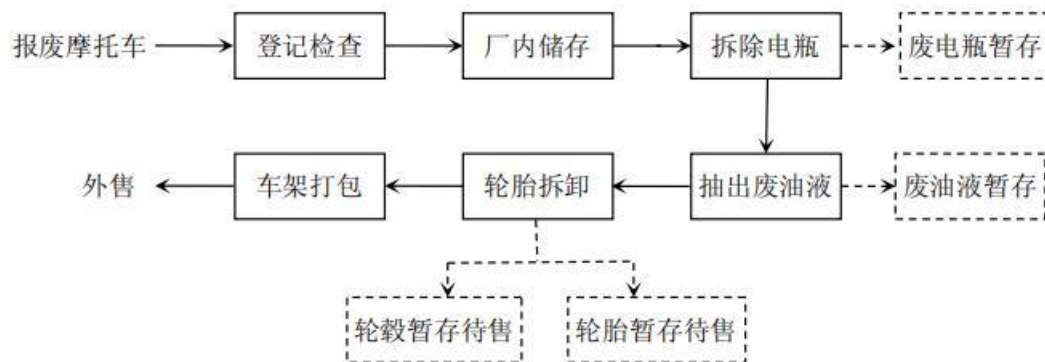 报废摩托车
登记检查
厂内储存
拆除电瓶
废电瓶暂存
外售
车架打包
轮胎拆卸
抽出废油液
废油液暂存
轮毂暂存待售
轮胎暂存待售